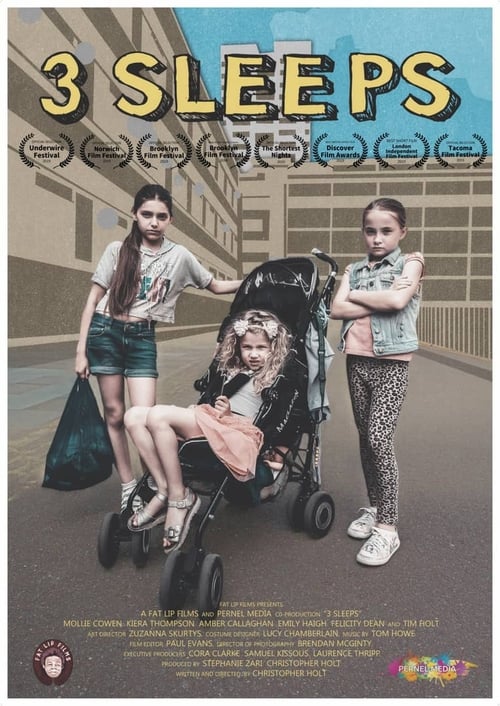 3 SLEEPS
Underwire
Festival
Norwich
Film Festival
Brooklyn
Film Festival
Brooklyn
Film Festival
The Shortest
Nights
Discover
Film Awards
BEST SHORT FILM
London
Independent
Film Festival
Tacoma
Film Festival
MACLAREN
FAT LIP FILMS PRESENTS
A FAT LIP FILMS AND PERNEL MEDIA CO-PRODUCTION "3 SLEEPS"
MOLLIE COWEN KIERA THOMPSON AMBER CALLAGHAN EMILY HAIGH FELICITY DEAN AND TIM HOLT
ART DIRECTOR ZUZANNA SKURTYS COSTUME DESIGNER LUCY CHAMBERLAIN MUSIC BY TOM HOWE
FILM EDITOR PAUL EVANS DIRECTOR OF PHOTOGRAPHY BRENDAN MCGINTY
EXECUTIVE PRODUCERS CORA CLARKE SAMUEL KISSOUS LAURENCE THRIPP
PRODUCED BY STEPHANIE ZARI CHRISTOPHER HOLT
WRITTEN AND DIRECTED BY CHRISTOPHER HOLT
FAT LIP FILMS
PERNEL MEDIA